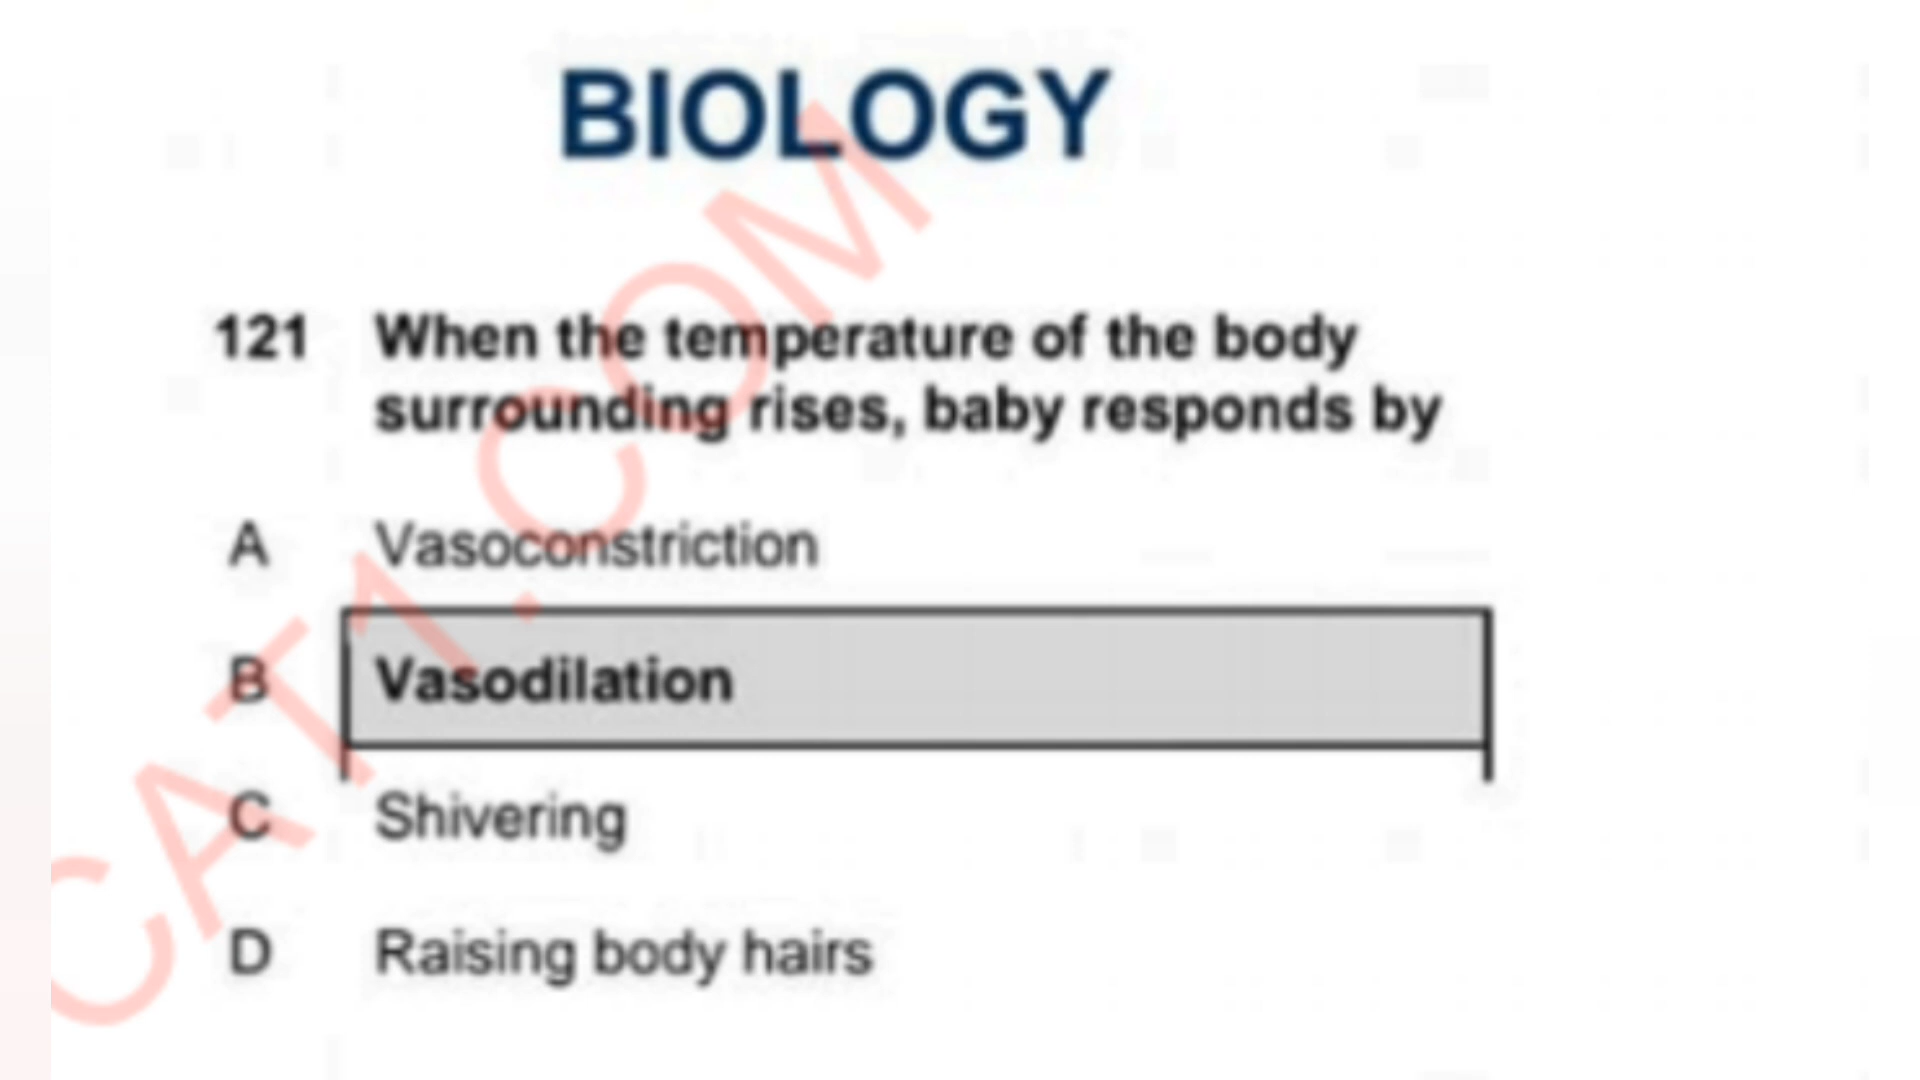 BIOLOGY
121 When the temperature of the body
surrounding rises, baby responds by
A Vasoconstriction
B Vasodilation
C Shivering
D Raising body hairs
CAT1.COM